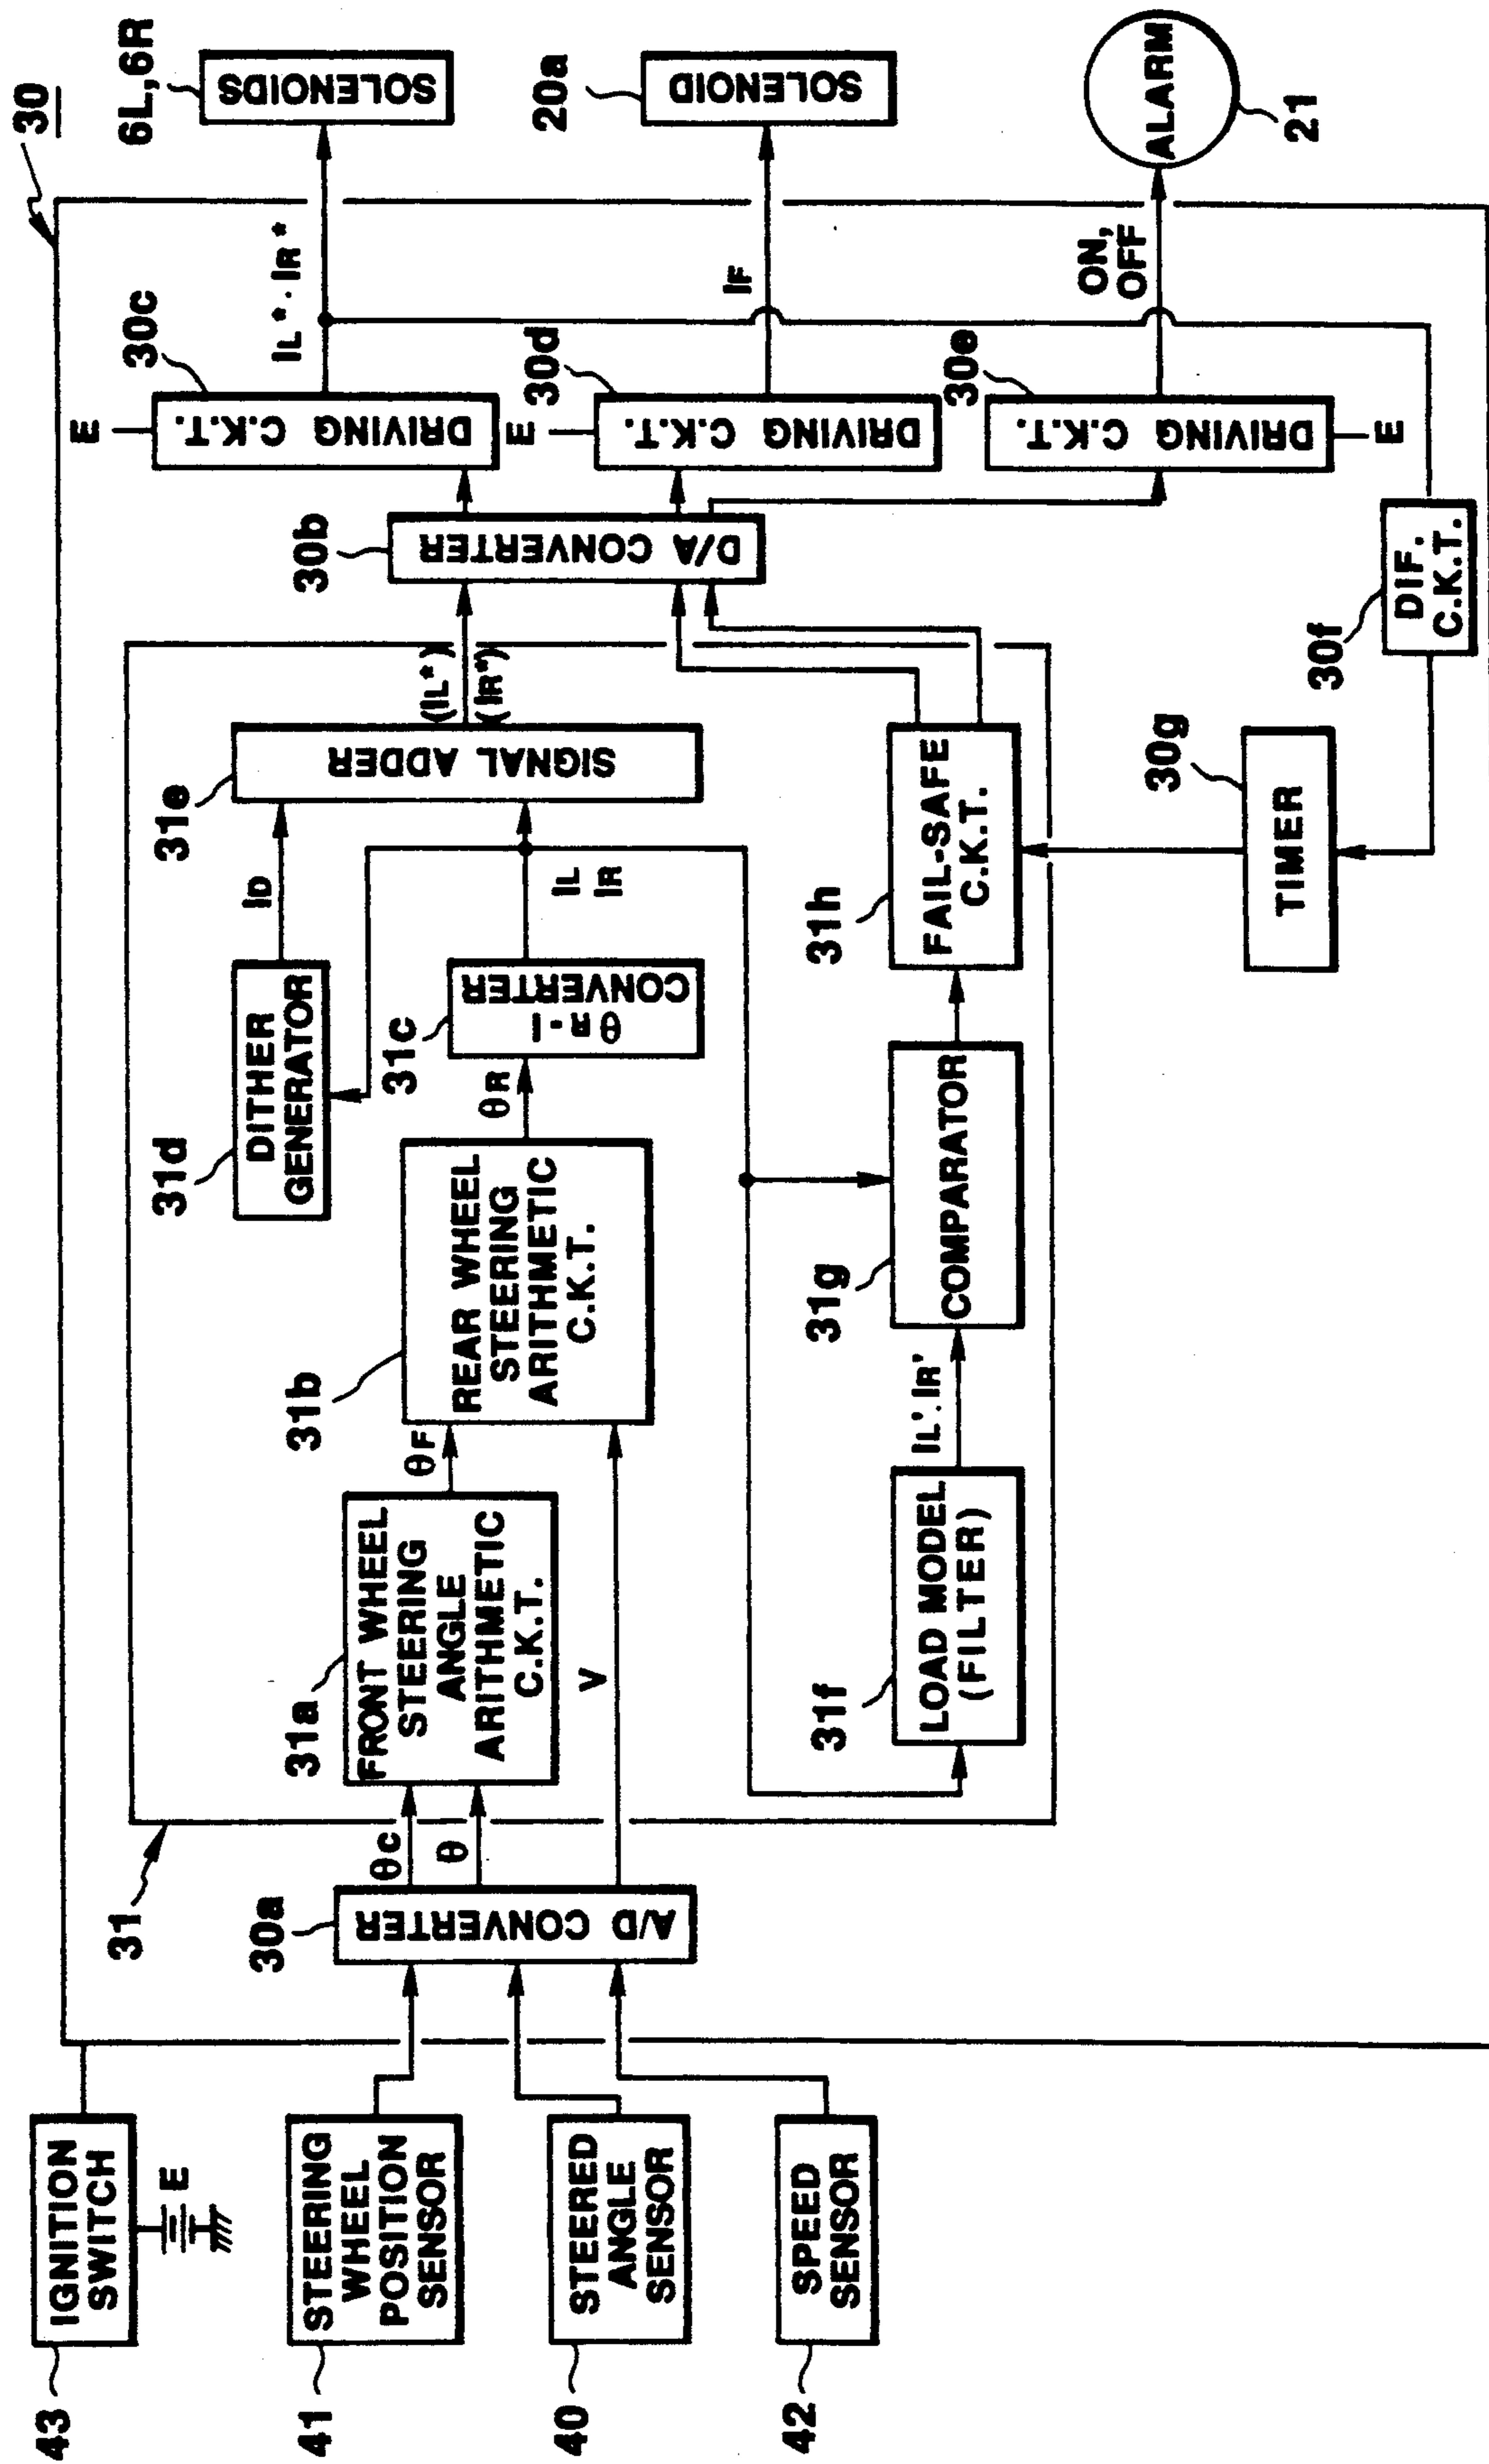 30
43
IGNITION
SWITCH
E
41
STEERING
WHEEL
POSITION
SENSOR
40
STEERED
ANGLE
SENSOR
42
SPEED
SENSOR
30a
A/D CONVERTER
31
θC
θ
V
31a
FRONT WHEEL
STEERING
ANGLE
ARITHMETIC
C.K.T.
θF
31b
REAR WHEEL
STEERING
ARITHMETIC
C.K.T.
θR
31c
θR-I
CONVERTER
31d
DITHER
GENERATOR
ID
IL
IR
31e
SIGNAL ADDER
(IL*)
(IR*)
31f
LOAD MODEL
(FILTER)
IL'.IR'
31g
COMPARATOR
31h
FAIL-SAFE
C.K.T.
30g
TIMER
30f
DIF.
C.K.T.
30b
D/A CONVERTER
E
30c
DRIVING C.K.T.
IL*.IR*
6L,6R
SOLENOIDS
E
30d
DRIVING C.K.T.
IF
20a
SOLENOID
30e
DRIVING C.K.T.
E
ON,
OFF
ALARM
21